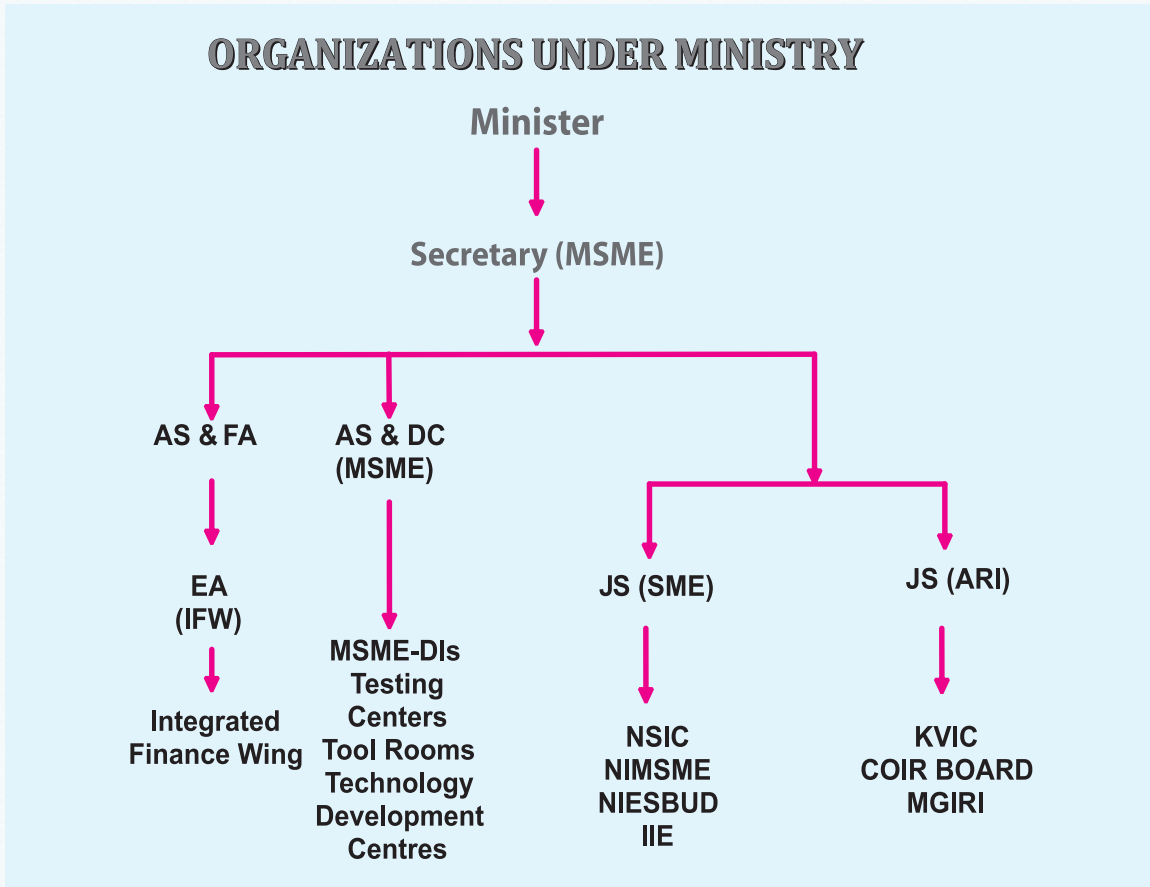 ORGANIZATIONS UNDER MINISTRY
Minister
Secretary (MSME)
AS & FA
EA
(IFW)
Integrated
Finance Wing
AS & DC
(MSME)
MSME-DIs
Testing
Centers
Tool Rooms
Technology
Development
Centres
JS (SME)
NSIC
NIMSME
NIESBUD
IIE
JS (ARI)
KVIC
COIR BOARD
MGIRI